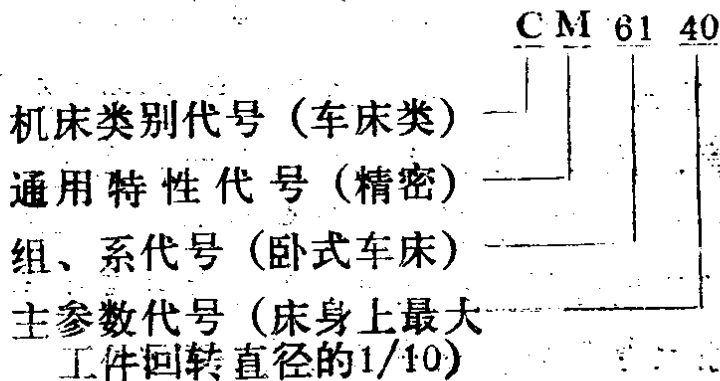 C M 61 40
机床类别代号（车床类）
通用特性代号（精密）
组、系代号（卧式车床）
主参数代号（床身上最大
工件回转直径的1/10）